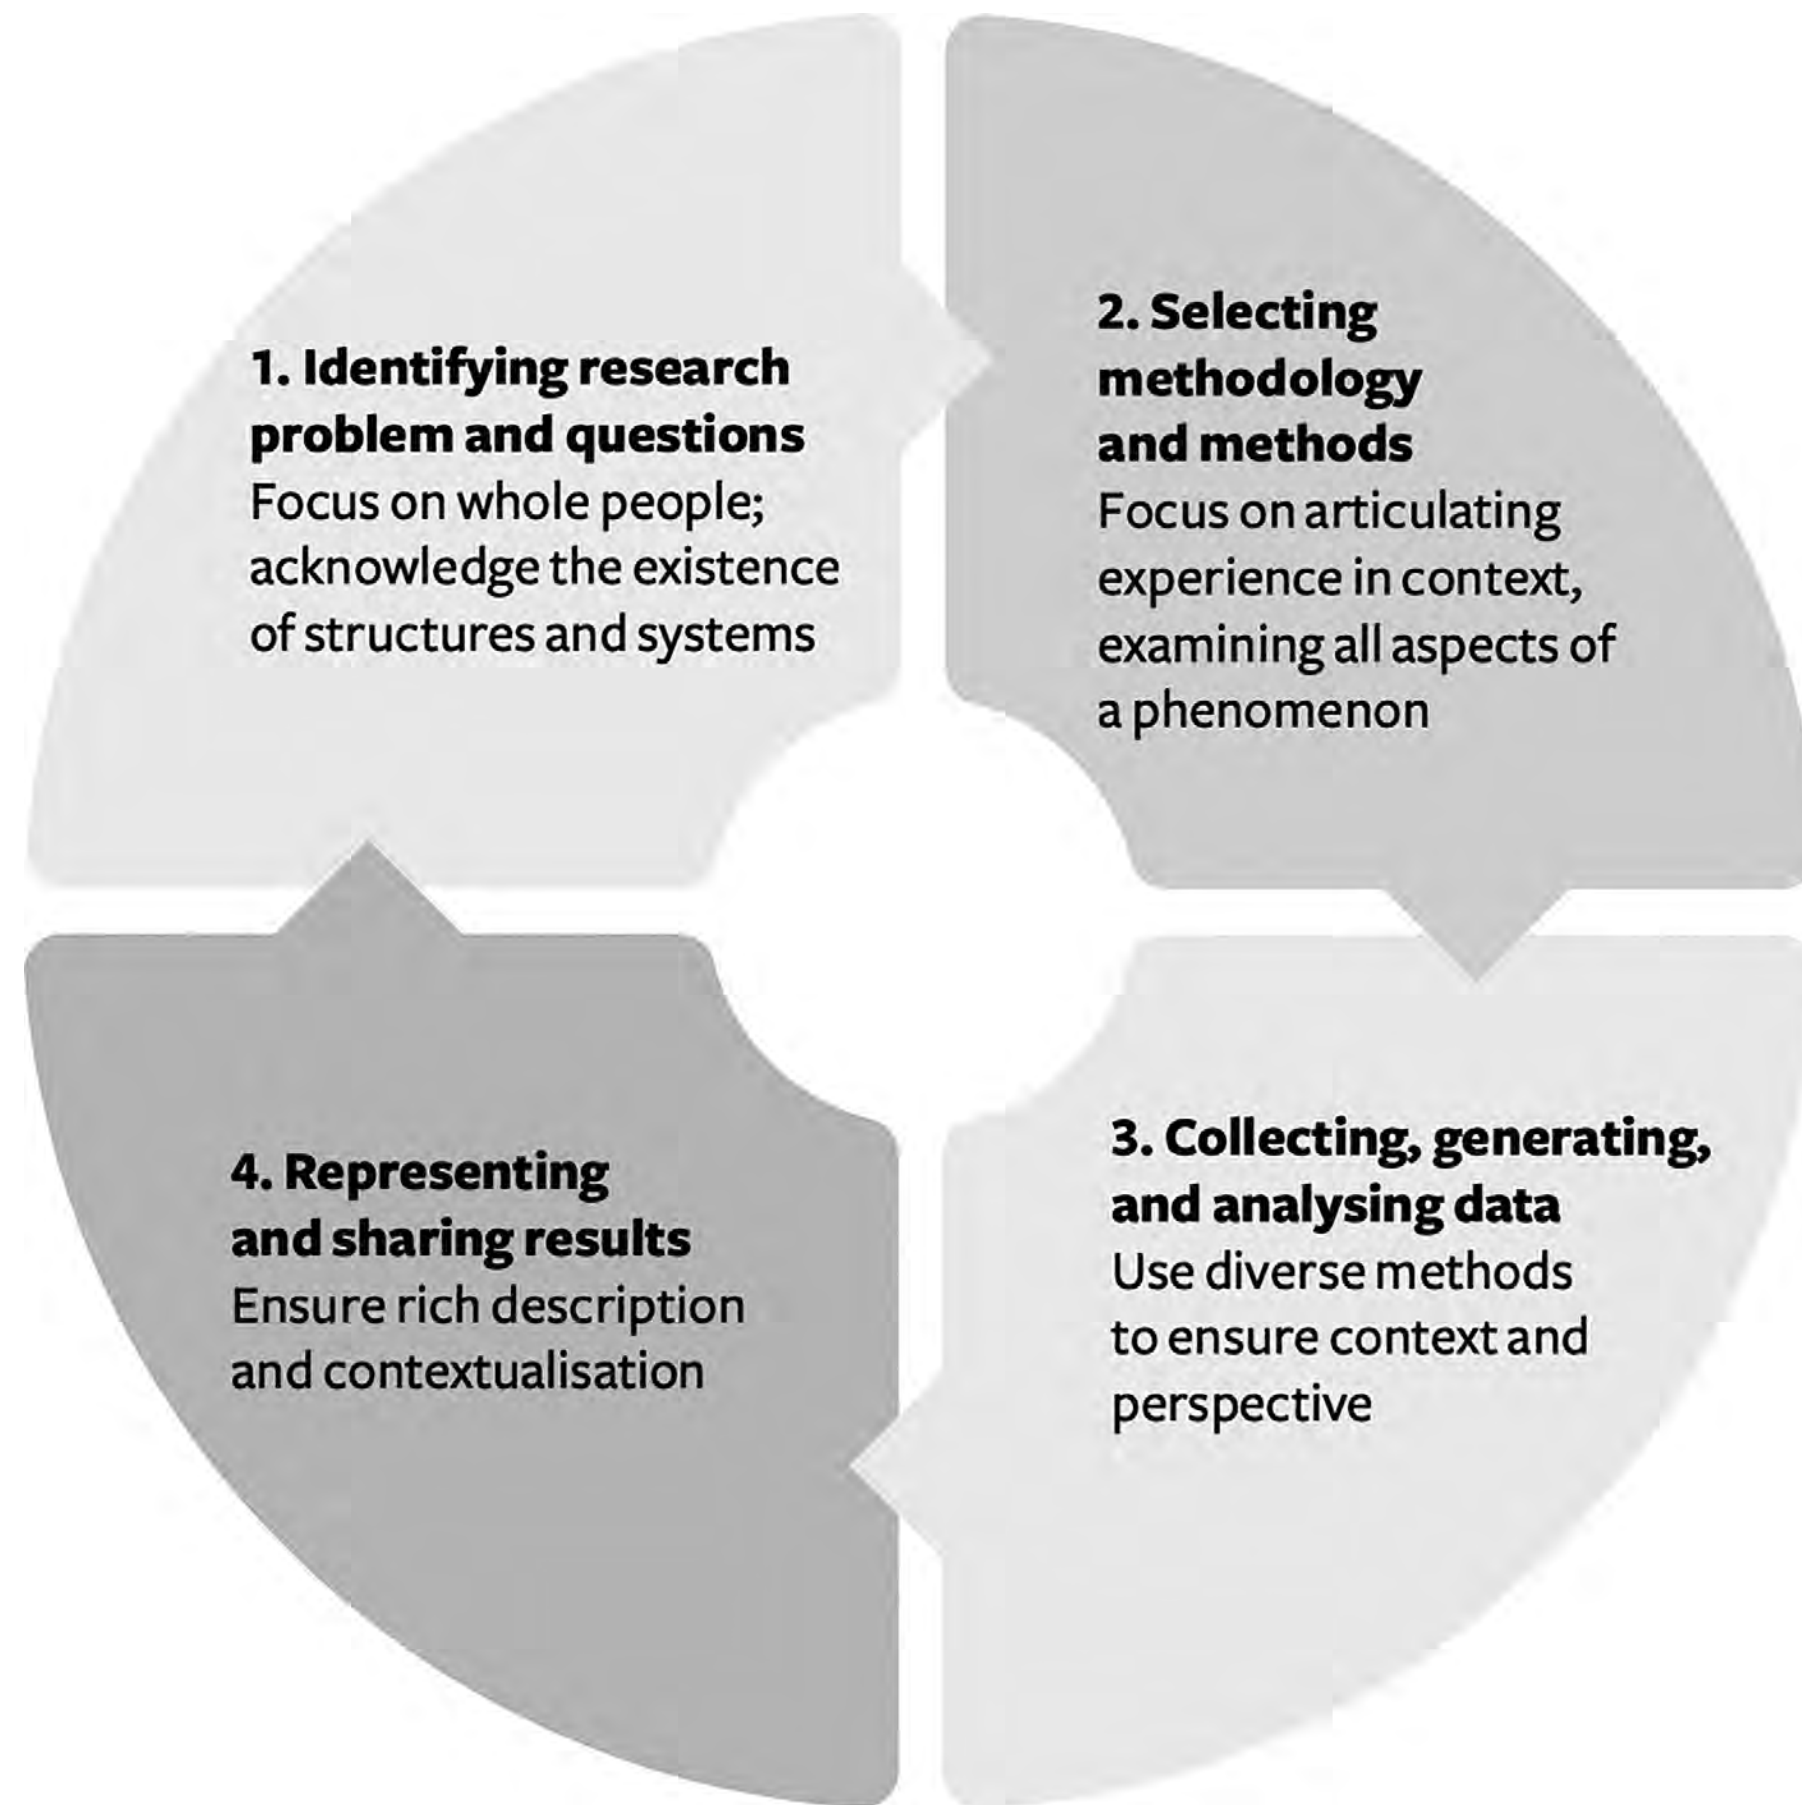 1. Identifying research
problem and questions
Focus on whole people;
acknowledge the existence
of structures and systems
2. Selecting
methodology
and methods
Focus on articulating
experience in context,
examining all aspects of
a phenomenon
3. Collecting, generating,
and analysing data
Use diverse methods
to ensure context and
perspective
4. Representing
and sharing results
Ensure rich description
and contextualisation